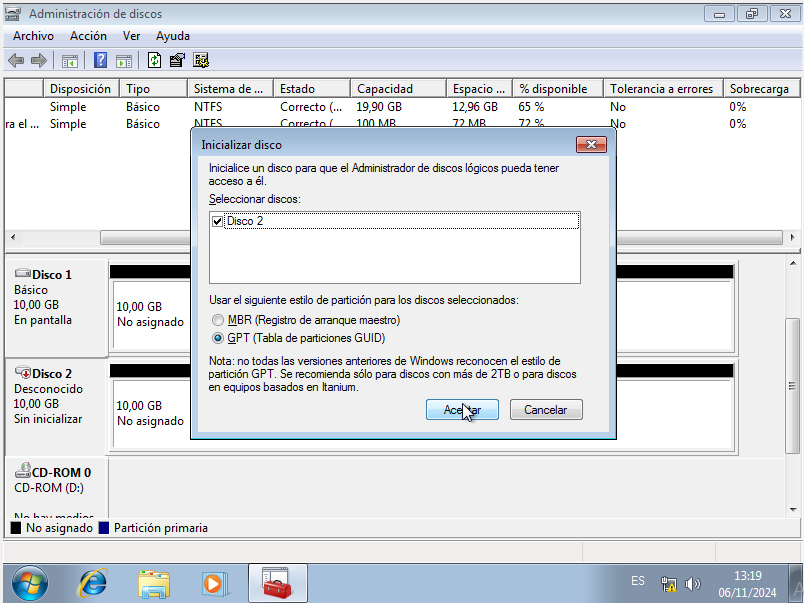 Administración de discos
Archivo Acción Ver Ayuda
Disposición Tipo Sistema de ... Estado Capacidad Espacio ... % disponible Tolerancia a errores Sobrecarga
Simple Básico NTFS Correcto (... 19,90 GB 12,96 GB 65 % No 0%
ra el ... Simple Básico NTFS Correcto ( 100 MB 72 MB 72 % No 0%
Inicializar disco
Inicialice un disco para que el Administrador de discos lógicos pueda tener
acceso a él.
Seleccionar discos:
Disco 2
Usar el siguiente estilo de partición para los discos seleccionados:
MBR (Registro de arranque maestro)
GPT (Tabla de particiones GUID)
Nota: no todas las versiones anteriores de Windows reconocen el estilo de
partición GPT. Se recomienda sólo para discos con más de 2TB o para discos
en equipos basados en Itanium.
Aceptar Cancelar
Disco 1
Básico
10,00 GB
En pantalla
10,00 GB
No asignado
Disco 2
Desconocido
10,00 GB
Sin inicializar
10,00 GB
No asignado
CD-ROM 0
CD-ROM (D:)
No hay medios
No asignado Partición primaria
ES
13:19
06/11/2024